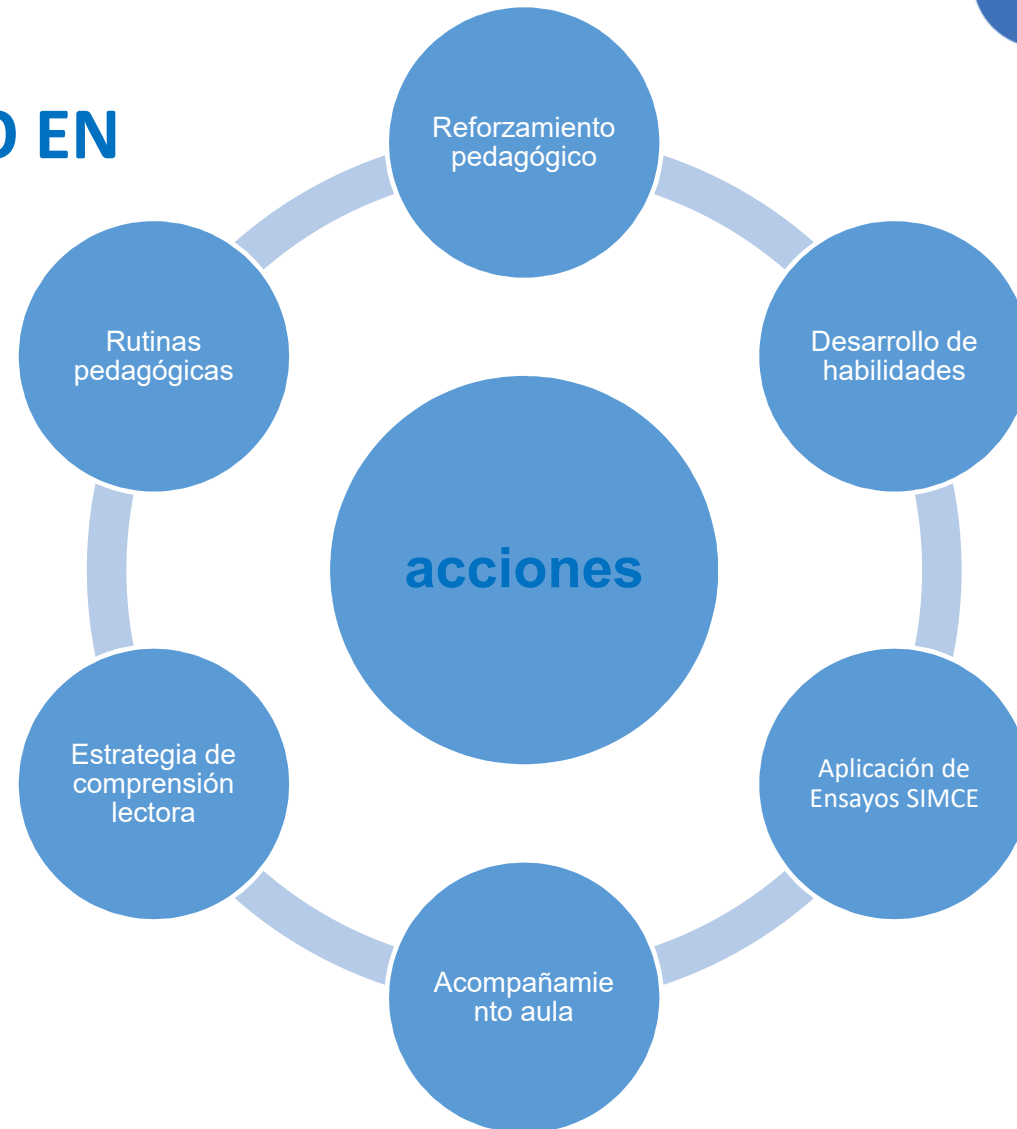 O EN
Reforzamiento
pedagógico
Rutinas
pedagógicas
Desarrollo de
habilidades
acciones
Estrategia de
comprensión
lectora
Aplicación de
Ensayos SIMCE
Acompañamie
nto aula